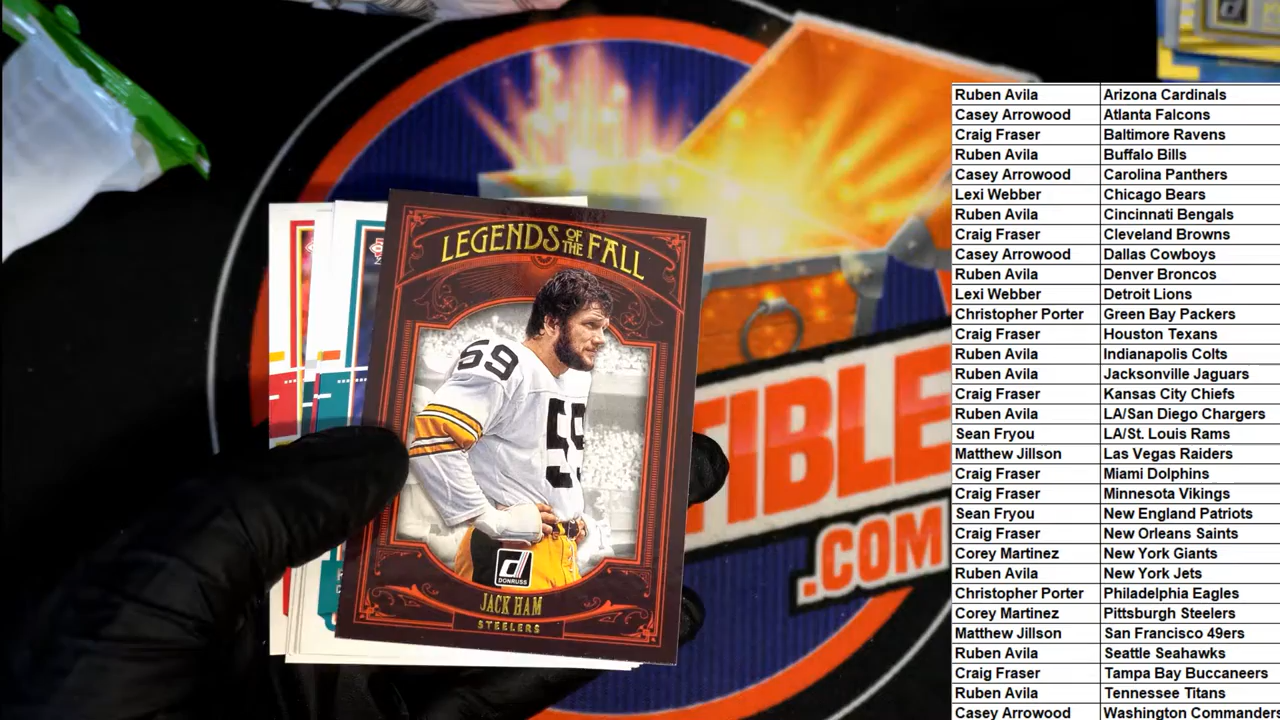 LEGENDS OF THE FALL
59
59
DONRUSS
JACK HAM
STEELERS
TIBLE
.COM
Ruben Avila Arizona Cardinals
Casey Arrowood Atlanta Falcons
Craig Fraser Baltimore Ravens
Ruben Avila Buffalo Bills
Casey Arrowood Carolina Panthers
Lexi Webber Chicago Bears
Ruben Avila Cincinnati Bengals
Craig Fraser Cleveland Browns
Casey Arrowood Dallas Cowboys
Ruben Avila Denver Broncos
Lexi Webber Detroit Lions
Christopher Porter Green Bay Packers
Craig Fraser Houston Texans
Ruben Avila Indianapolis Colts
Ruben Avila Jacksonville Jaguars
Craig Fraser Kansas City Chiefs
Ruben Avila LA/San Diego Chargers
Sean Fryou LA/St. Louis Rams
Matthew Jillson Las Vegas Raiders
Craig Fraser Miami Dolphins
Craig Fraser Minnesota Vikings
Sean Fryou New England Patriots
Craig Fraser New Orleans Saints
Corey Martinez New York Giants
Ruben Avila New York Jets
Christopher Porter Philadelphia Eagles
Corey Martinez Pittsburgh Steelers
Matthew Jillson San Francisco 49ers
Ruben Avila Seattle Seahawks
Craig Fraser Tampa Bay Buccaneers
Ruben Avila Tennessee Titans
Casey Arrowood Washington Commanders